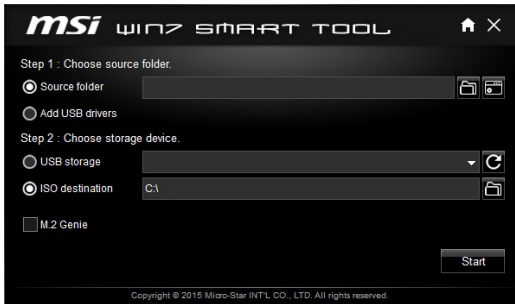 msi WIN7 SMART TOOL
Step 1 : Choose source folder.
Source folder
Add USB drivers
Step 2 : Choose storage device.
USB storage
ISO destination C:\
M.2 Genie
Start
Copyright © 2015 Micro-Star INT'L CO., LTD. All rights reserved.